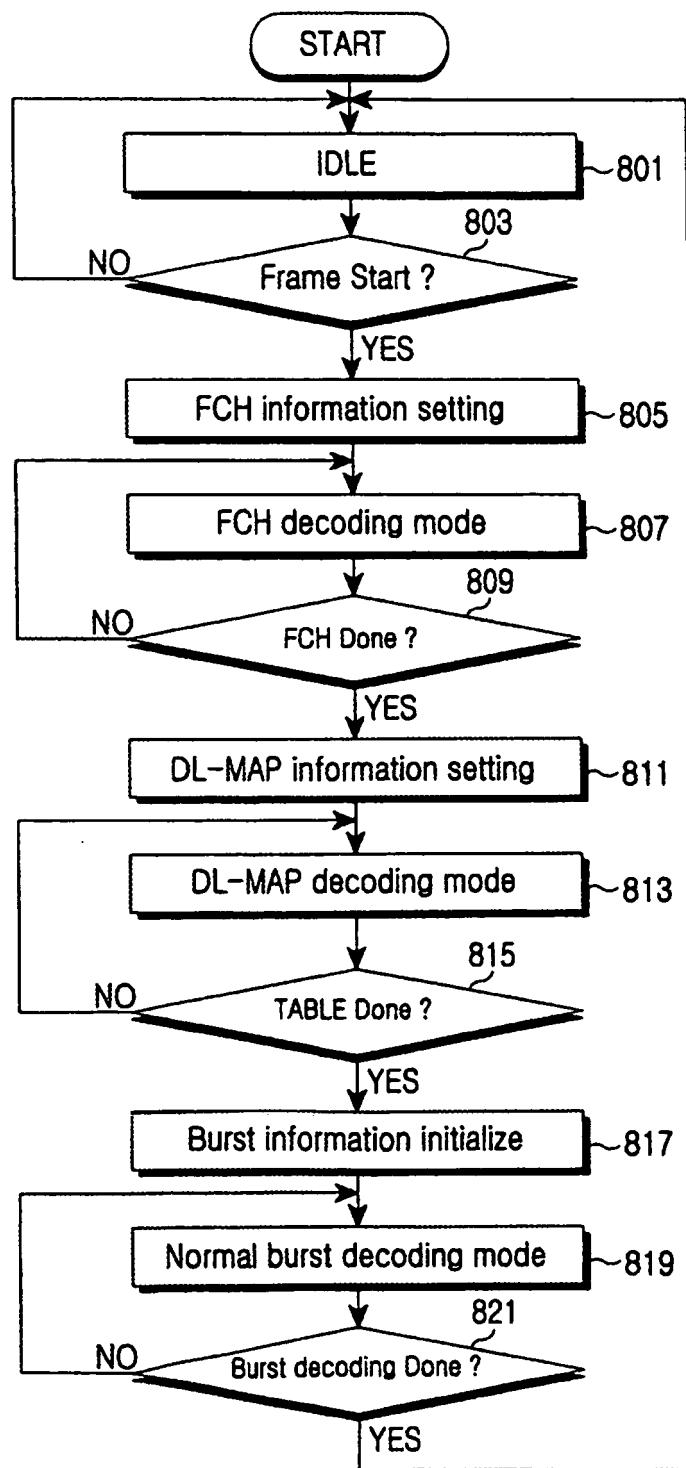 START
IDLE
801
803
NO
Frame Start ?
YES
FCH information setting
805
FCH decoding mode
807
809
NO
FCH Done ?
YES
DL-MAP information setting
811
DL-MAP decoding mode
813
815
NO
TABLE Done ?
YES
Burst information initialize
817
Normal burst decoding mode
819
821
NO
Burst decoding Done ?
YES